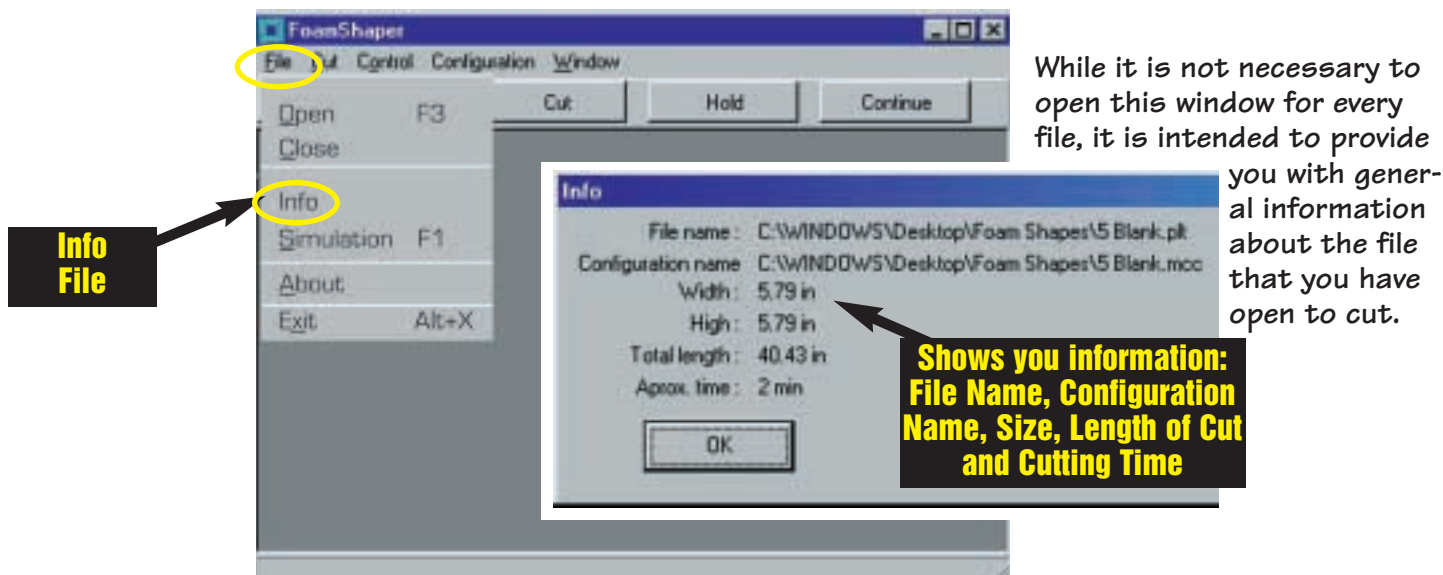 FoamShaper
File Cut Control Configuration Window
Cut Hold Continue
Open F3
Close
Info
Simulation F1
About
Exit Alt+X
Info
File
Info
File name : C:\WINDOWS\Desktop\Foam Shapes\5 Blank.plt
Configuration name C:\WINDOWS\Desktop\Foam Shapes\5 Blank.mcc
Width : 5.79 in
High : 5.79 in
Total length : 40.43 in
Aprox. time : 2 min
OK
Shows you information:
File Name, Configuration
Name, Size, Length of Cut
and Cutting Time
While it is not necessary to
open this window for every
file, it is intended to provide
you with gener-
al information
about the file
that you have
open to cut.